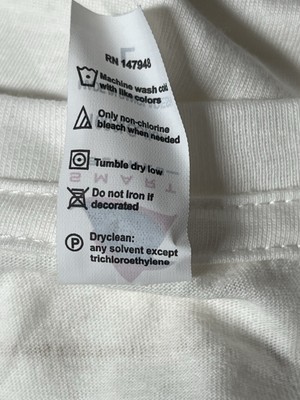 RN 147948
Machine wash cold
with like colors
Only non-chlorine
bleach when needed
Tumble dry low
Do not Iron if
decorated
P
Dryclean:
any solvent except
trichloroethylene